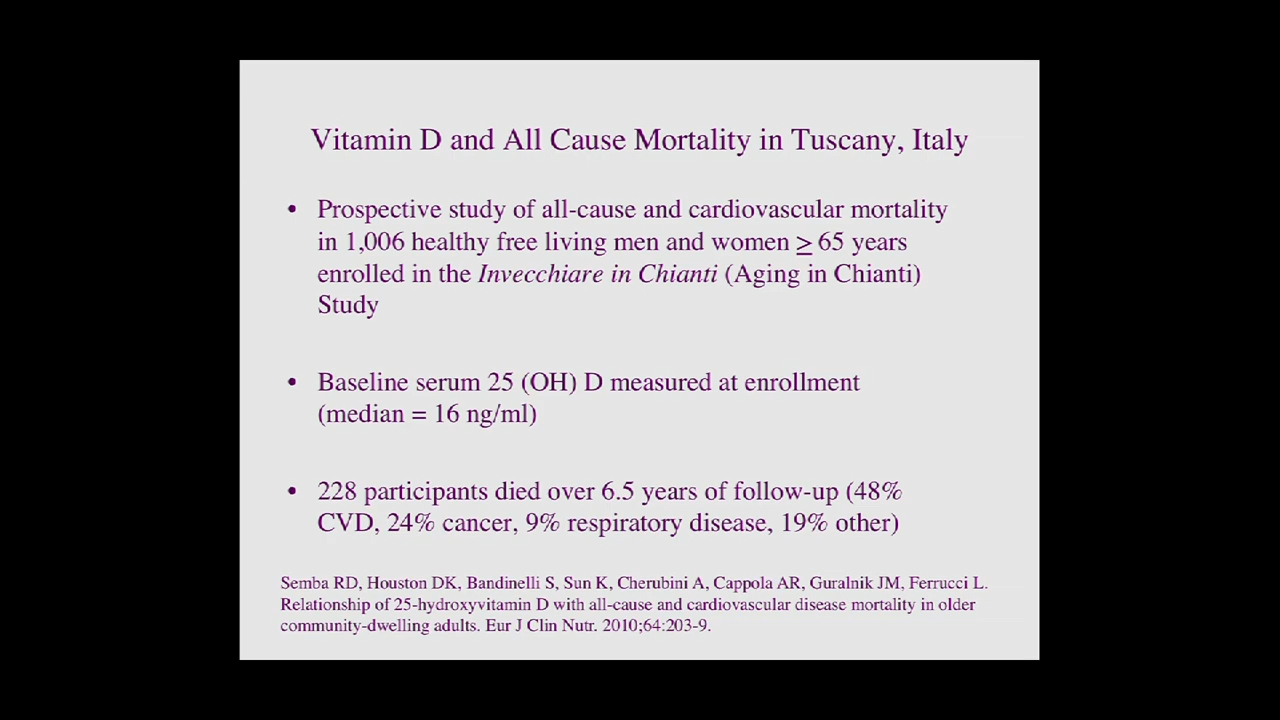 Vitamin D and All Cause Mortality in Tuscany, Italy
• Prospective study of all-cause and cardiovascular mortality
in 1,006 healthy free living men and women ≥ 65 years
enrolled in the Invecchiare in Chianti (Aging in Chianti)
Study
• Baseline serum 25 (OH) D measured at enrollment
(median = 16 ng/ml)
• 228 participants died over 6.5 years of follow-up (48%
CVD, 24% cancer, 9% respiratory disease, 19% other)
Semba RD, Houston DK, Bandinelli S, Sun K, Cherubini A, Cappola AR, Guralnik JM, Ferrucci L.
Relationship of 25-hydroxyvitamin D with all-cause and cardiovascular disease mortality in older
community-dwelling adults. Eur J Clin Nutr. 2010;64:203-9.